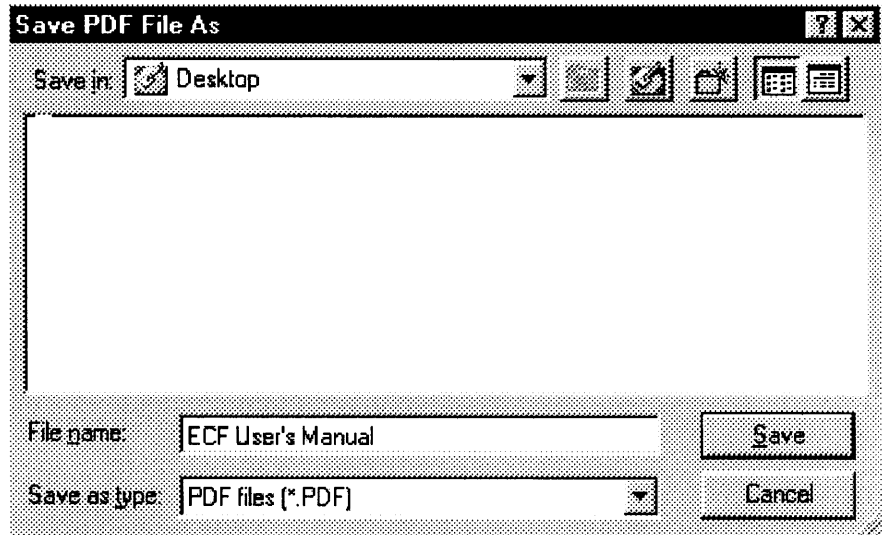 Save PDF File As
Save in: Desktop
File name: ECF User's Manual Save
Save as type: PDF files (*.PDF) Cancel